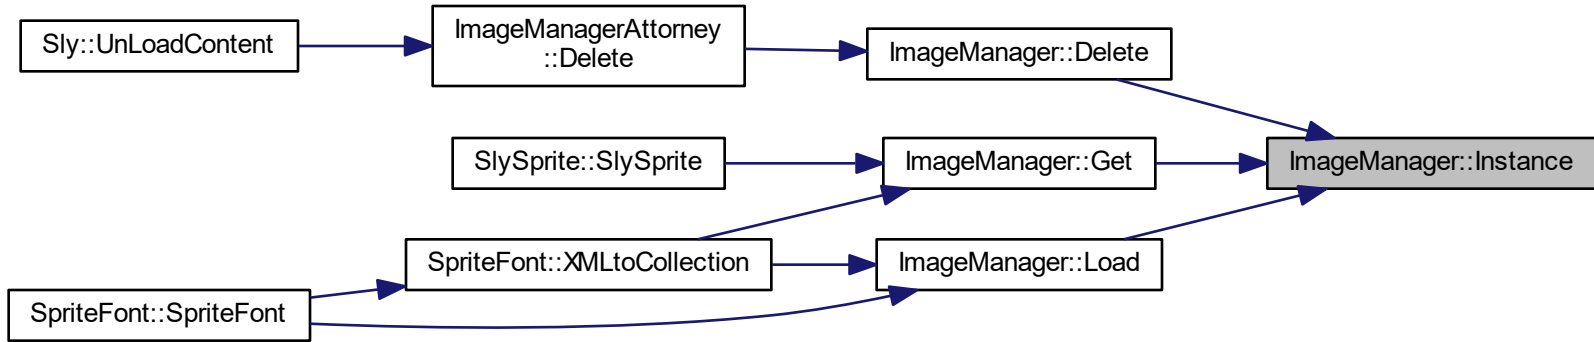 Sly::UnLoadContent
ImageManagerAttorney
::Delete
ImageManager::Delete
SlySprite::SlySprite
ImageManager::Get
ImageManager::Instance
SpriteFont::XMLtoCollection
ImageManager::Load
SpriteFont::SpriteFont